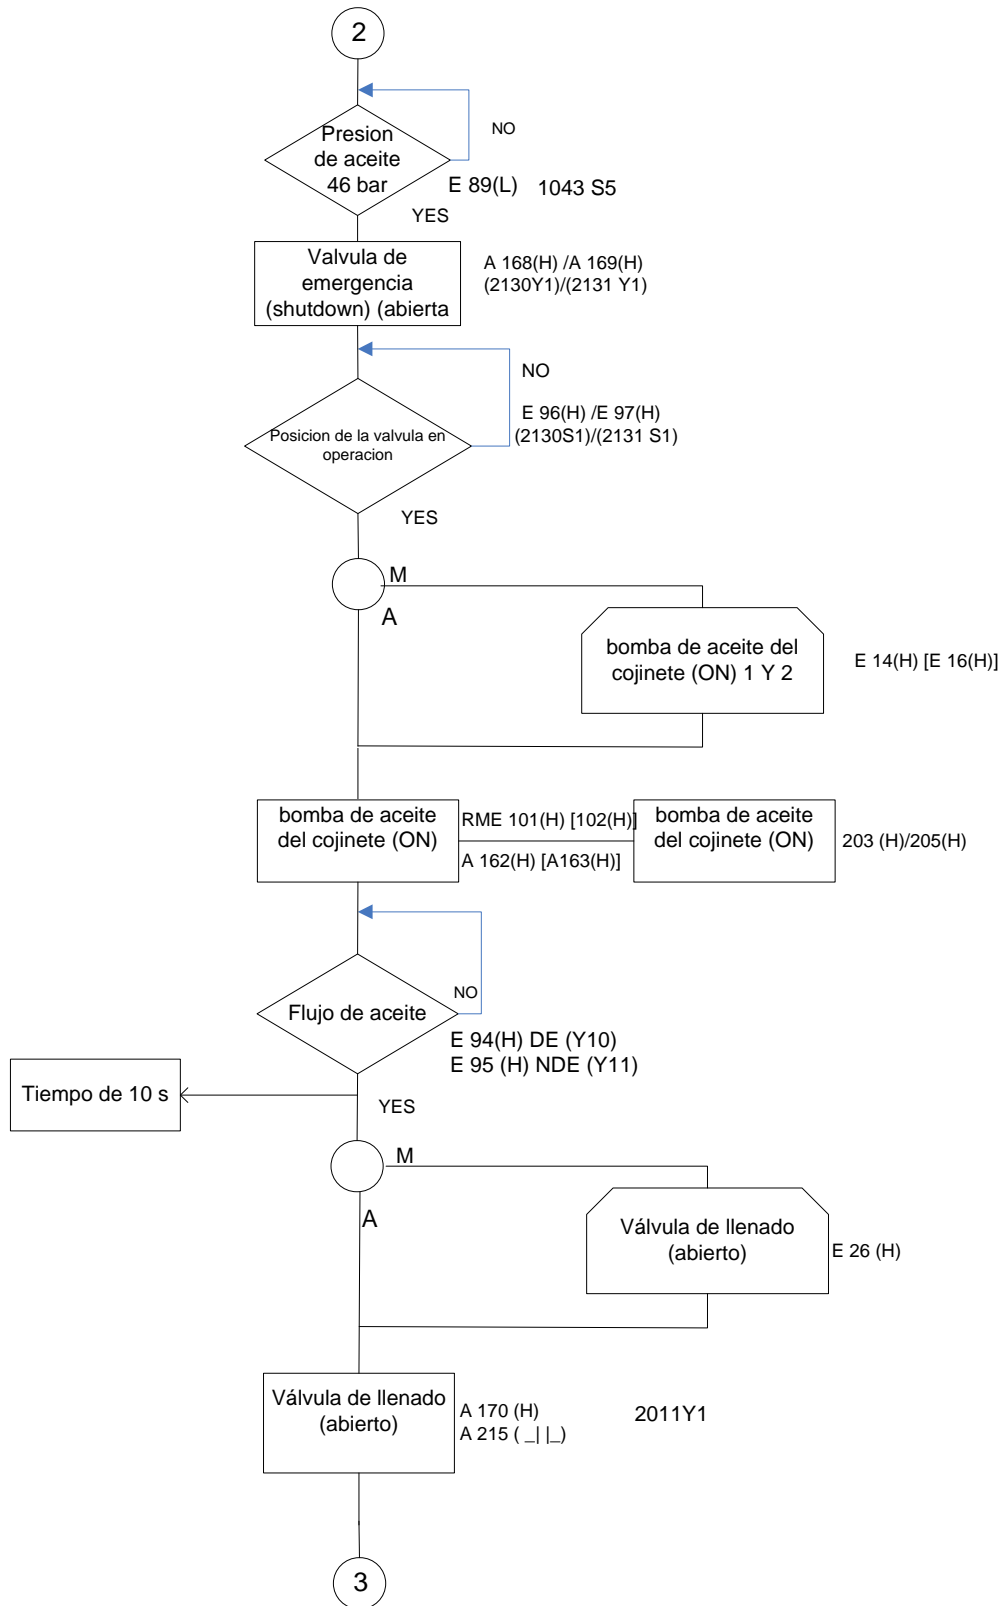 2
Presion
de aceite
46 bar
NO
E 89(L) 1043 S5
YES
Valvula de
emergencia
(shutdown) (abierta
A 168(H) /A 169(H)
(2130Y1)/(2131 Y1)
NO
E 96(H) /E 97(H)
(2130S1)/(2131 S1)
Posicion de la valvula en
operacion
YES
M
A
bomba de aceite del
cojinete (ON) 1 Y 2
E 14(H) [E 16(H)]
bomba de aceite
del cojinete (ON)
RME 101(H) [102(H)]
A 162(H) [A163(H)]
bomba de aceite
del cojinete (ON)
203 (H)/205(H)
NO
Flujo de aceite
E 94(H) DE (Y10)
E 95 (H) NDE (Y11)
Tiempo de 10 s
YES
M
A
Válvula de llenado
(abierto)
E 26 (H)
Válvula de llenado
(abierto)
A 170 (H)
A 215 ( _| |_)
2011Y1
3